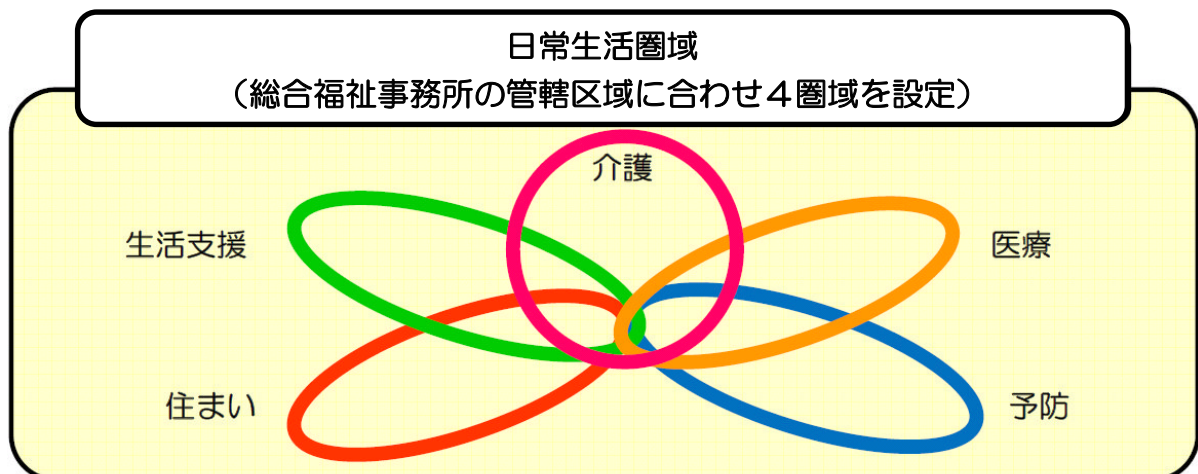 日常生活圏域
（総合福祉事務所の管轄区域に合わせ４圏域を設定）
介護
生活支援
医療
住まい
予防